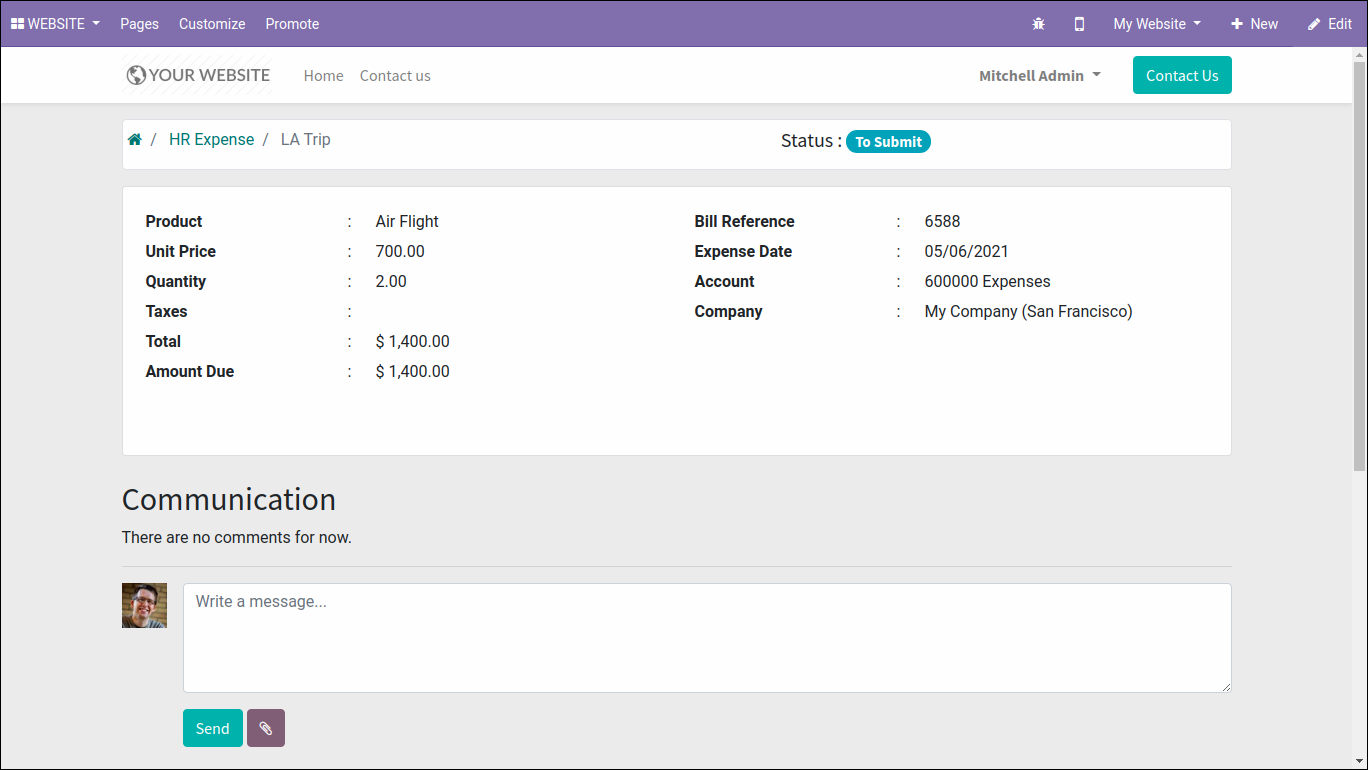 WEBSITE Pages Customize Promote My Website New Edit
YOUR WEBSITE Home Contact us Mitchell Admin Contact Us
/ HR Expense / LA Trip Status : To Submit
Product : Air Flight Bill Reference : 6588
Unit Price : 700.00 Expense Date : 05/06/2021
Quantity : 2.00 Account : 600000 Expenses
Taxes : Company : My Company (San Francisco)
Total : $ 1,400.00
Amount Due : $ 1,400.00
Communication
There are no comments for now.
Write a message...
Send